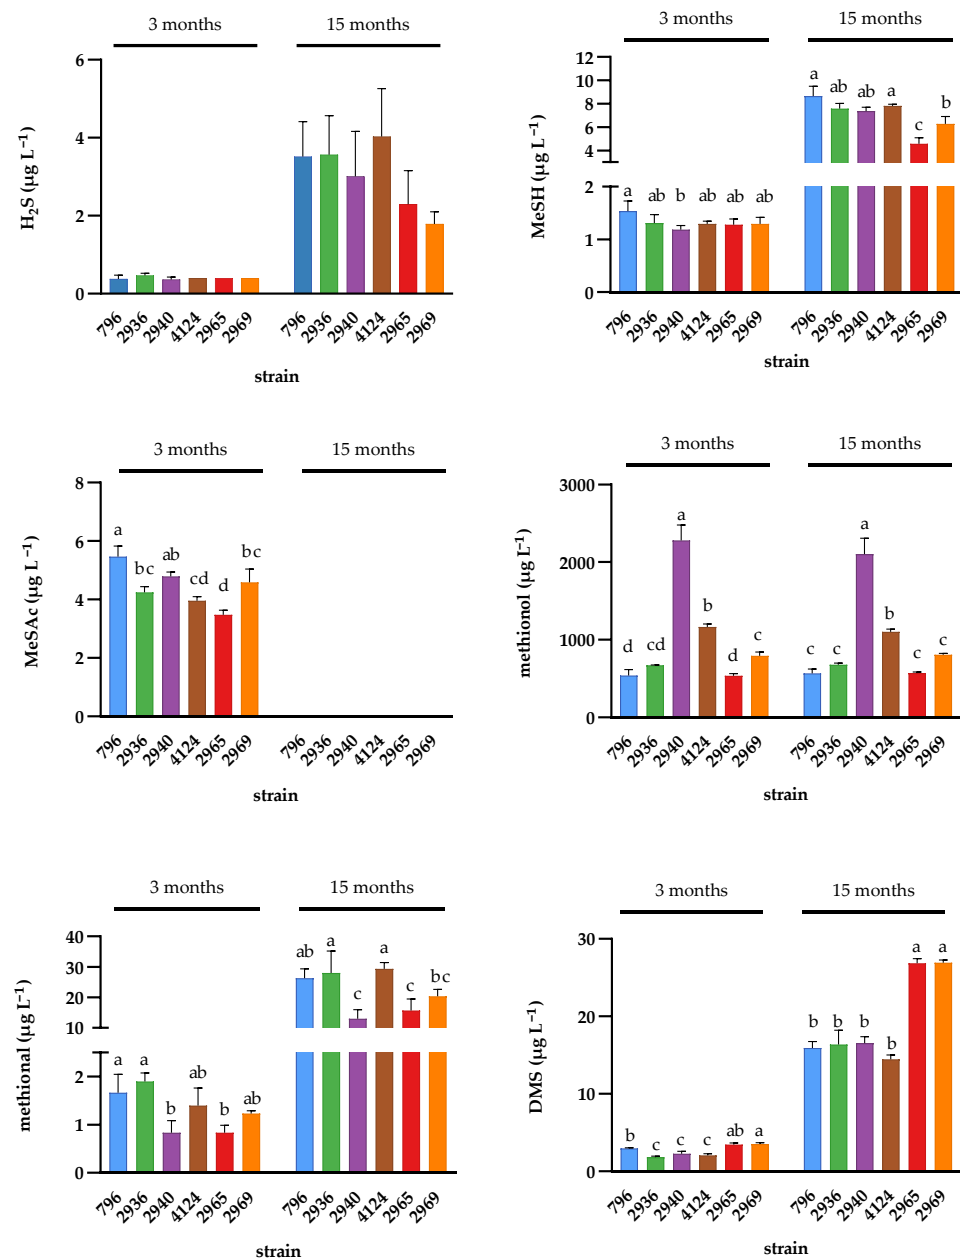 3 months 15 months
6
4
2
0
H₂S (µg L⁻¹)
796 2936 2940 4124 2965 2969 796 2936 2940 4124 2965 2969
strain
3 months 15 months
12
10
8
6
4
2
1
0
MeSH (µg L⁻¹)
a ab b ab ab ab
a ab ab a c b
796 2936 2940 4124 2965 2969 796 2936 2940 4124 2965 2969
strain
3 months 15 months
8
6
4
2
0
MeSAc (µg L⁻¹)
a bc ab cd d bc
796 2936 2940 4124 2965 2969 796 2936 2940 4124 2965 2969
strain
3 months 15 months
3000
2000
1000
0
methionol (µg L⁻¹)
d cd a b d c
c c a b c c
796 2936 2940 4124 2965 2969 796 2936 2940 4124 2965 2969
strain
3 months 15 months
40
30
20
10
2
1
0
methional (µg L⁻¹)
a a b ab b ab
ab a c a c bc
796 2936 2940 4124 2965 2969 796 2936 2940 4124 2965 2969
strain
3 months 15 months
30
20
10
0
DMS (µg L⁻¹)
b c c c ab a
b b b b a a
796 2936 2940 4124 2965 2969 796 2936 2940 4124 2965 2969
strain